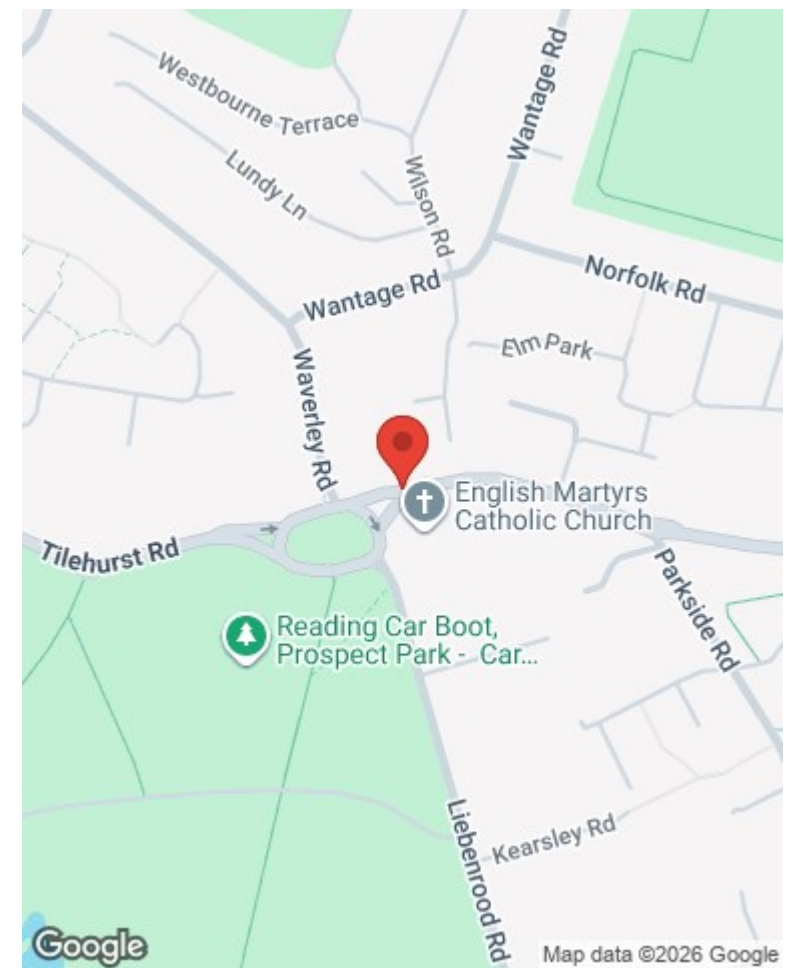 Wantage Rd
Westbourne Terrace
Lundy Ln
Wilson Rd
Wantage Rd
Norfolk Rd
Elm Park
Waverley Rd
English Martyrs
Catholic Church
Tilehurst Rd
Parkside Rd
Reading Car Boot,
Prospect Park - Car...
Liebenrood Rd
Kearsley Rd
Google
Map data ©2026 Google